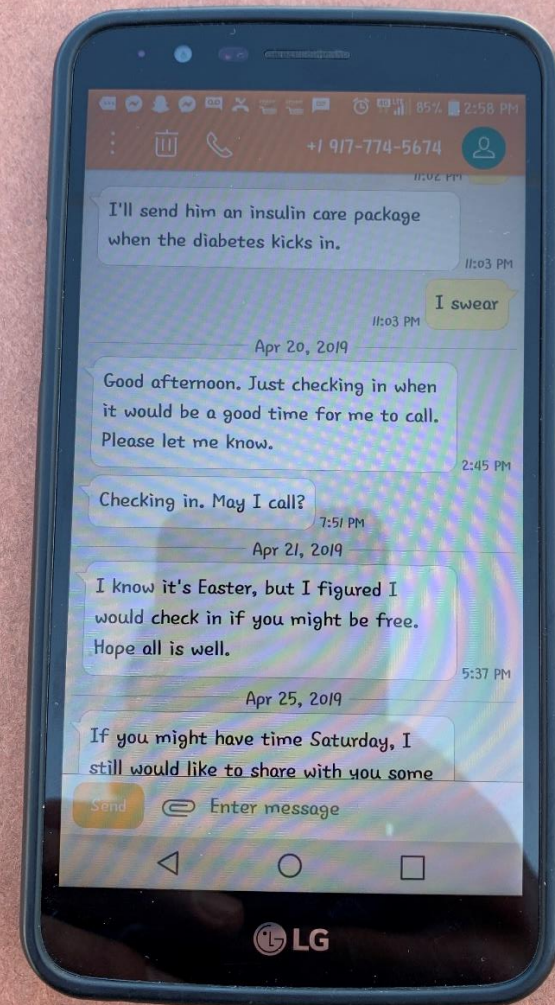 85% 2:58 PM
+1 917-774-5674
11:02 PM
I'll send him an insulin care package
when the diabetes kicks in.
11:03 PM
I swear
11:03 PM
Apr 20, 2019
Good afternoon. Just checking in when
it would be a good time for me to call.
Please let me know.
2:45 PM
Checking in. May I call?
7:51 PM
Apr 21, 2019
I know it's Easter, but I figured I
would check in if you might be free.
Hope all is well.
5:37 PM
Apr 25, 2019
If you might have time Saturday, I
still would like to share with you some
Send
Enter message
LG